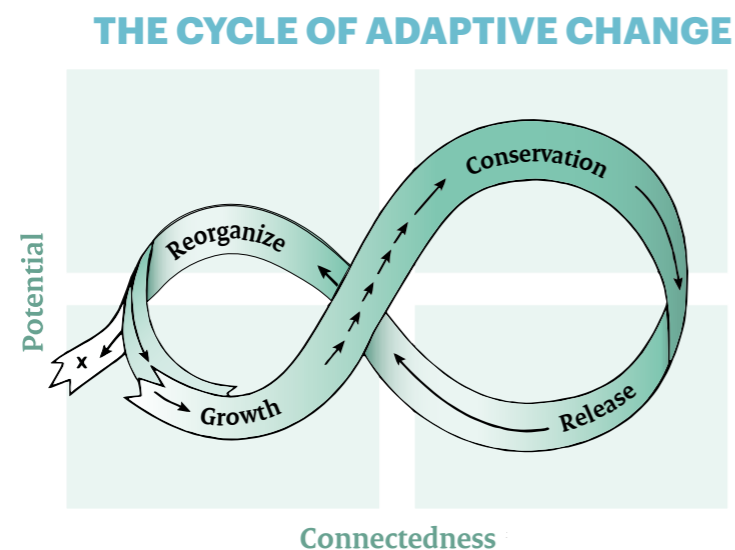 THE CYCLE OF ADAPTIVE CHANGE
Conservation
Reorganize
Potential
x
Growth
Release
Connectedness